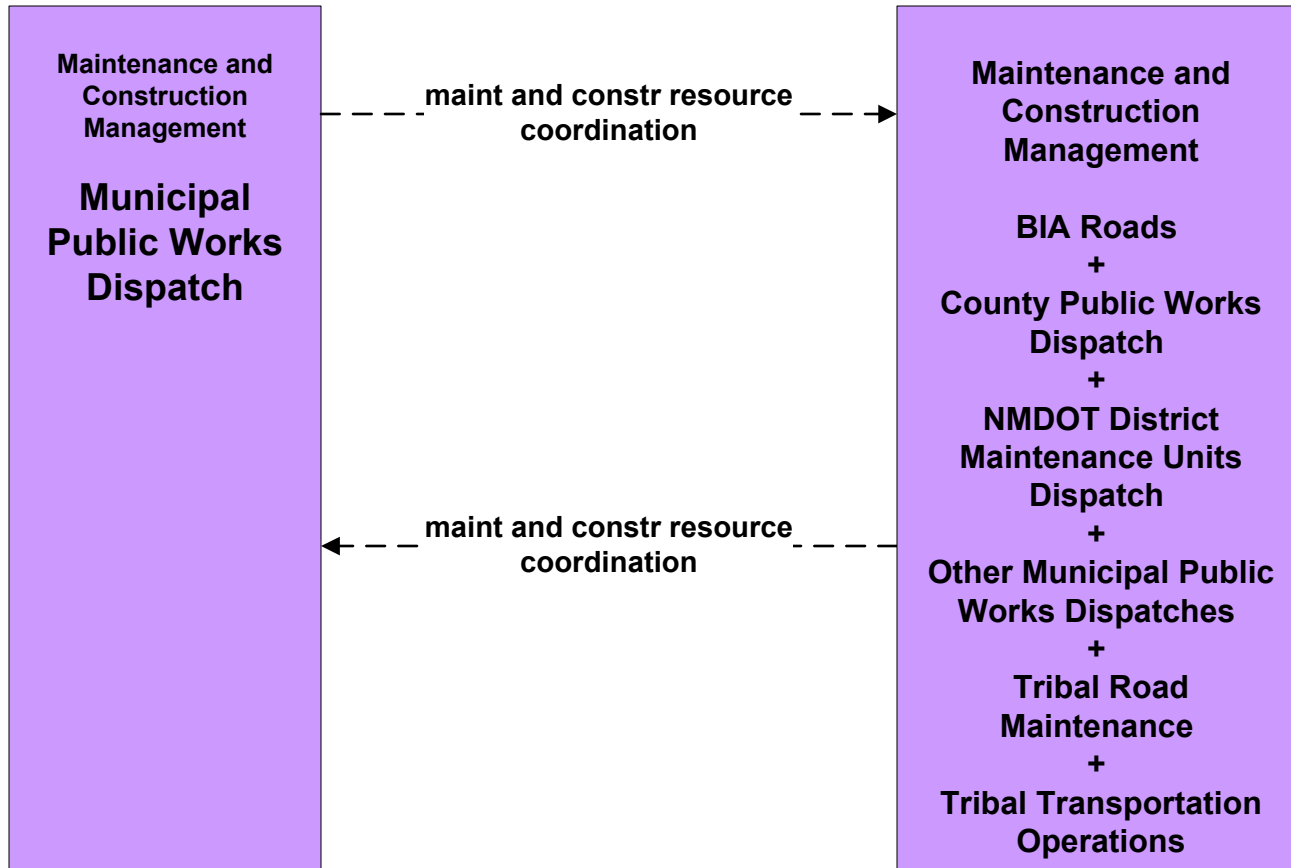 Maintenance and
Construction
Management
Municipal
Public Works
Dispatch
maint and constr resource
coordination
maint and constr resource
coordination
Maintenance and
Construction
Management
BIA Roads
+
County Public Works
Dispatch
+
NMDOT District
Maintenance Units
Dispatch
+
Other Municipal Public
Works Dispatches
+
Tribal Road
Maintenance
+
Tribal Transportation
Operations